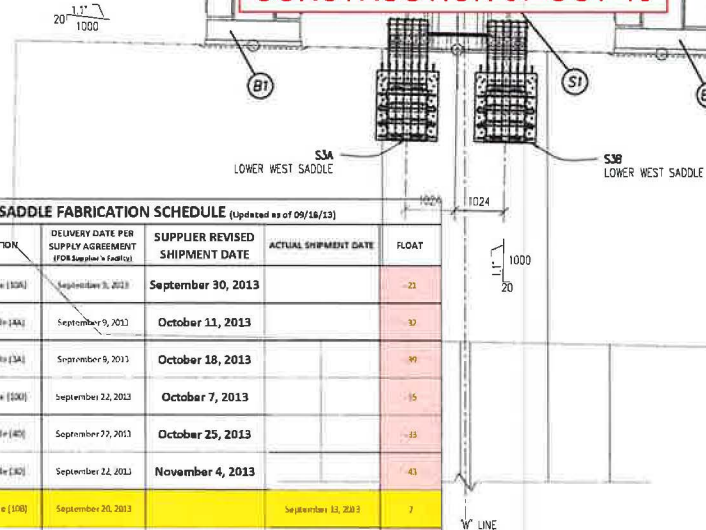 1.1"
20
1000
B1
S1
S3A
LOWER WEST SADDLE
S3B
LOWER WEST SADDLE
1024 1024
SADDLE FABRICATION SCHEDULE (Updated as of 09/16/13)
DELIVERY DATE PER SUPPLY AGREEMENT (FOB Supplier's Facility) SUPPLIER REVISED SHIPMENT DATE ACTUAL SHIPMENT DATE FLOAT
(10A) September 9, 2013 September 30, 2013 -21
(4A) September 9, 2013 October 11, 2013 -32
(3A) September 9, 2013 October 18, 2013 -39
September 22, 2013 October 7, 2013 -15
September 22, 2013 October 25, 2013 -33
September 22, 2013 November 4, 2013 -43
(10B) September 20, 2013 September 13, 2013 7
1.1"
1000
20
'W' LINE